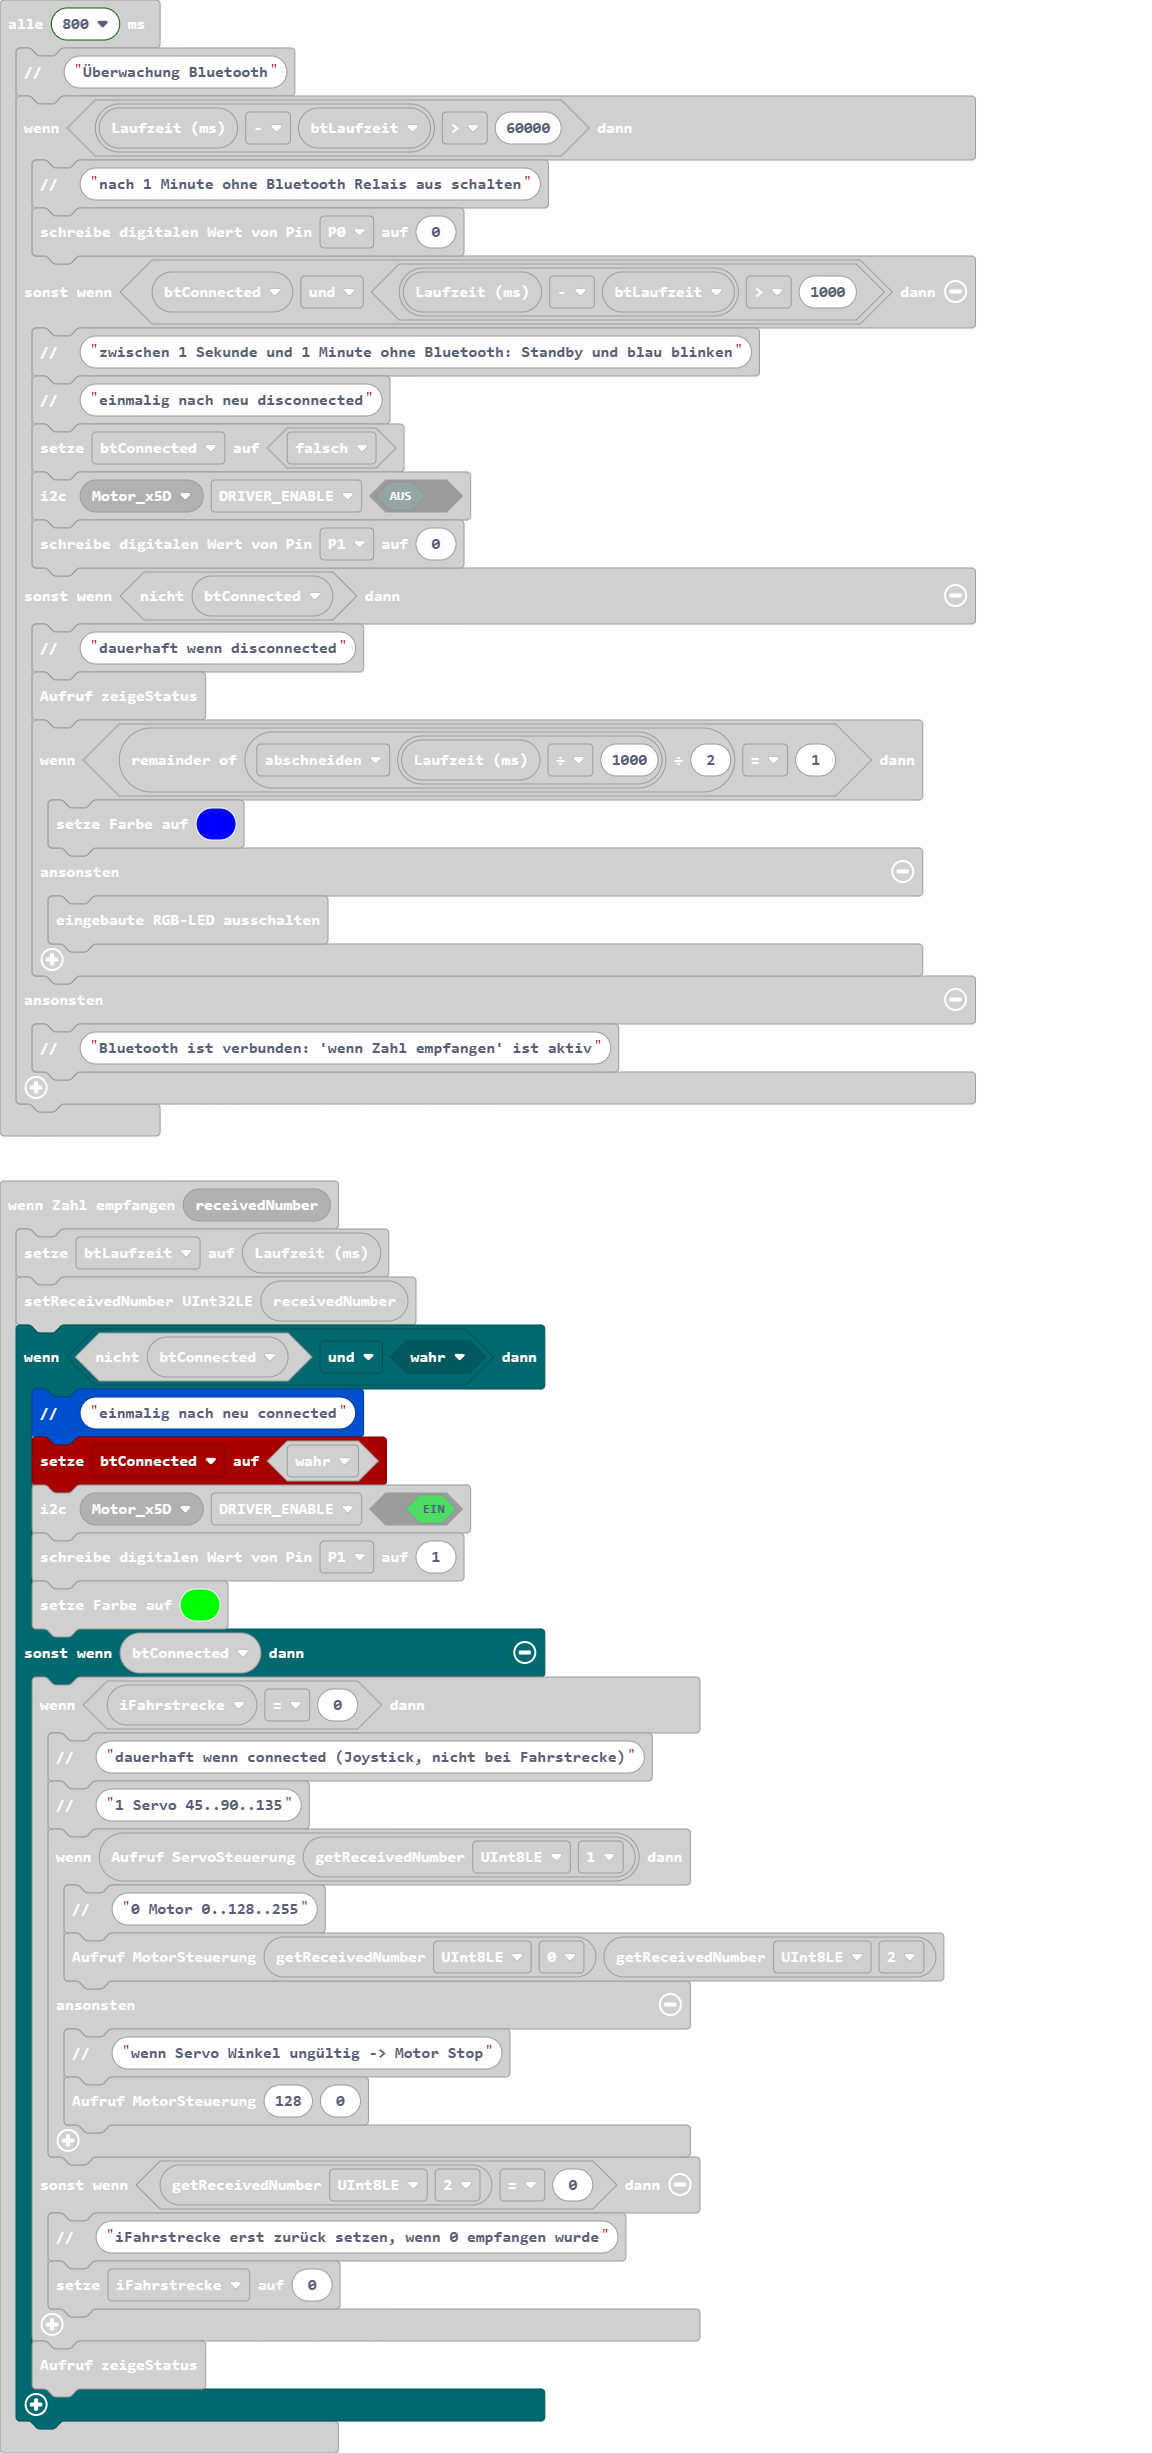 alle 800 ms
// "Überwachung Bluetooth"
wenn Laufzeit (ms) - btLaufzeit > 60000 dann
// "nach 1 Minute ohne Bluetooth Relais aus schalten"
schreibe digitalen Wert von Pin P0 auf 0
sonst wenn btConnected und Laufzeit (ms) - btLaufzeit > 1000 dann
// "zwischen 1 Sekunde und 1 Minute ohne Bluetooth: Standby und blau blinken"
// "einmalig nach neu disconnected"
setze btConnected auf falsch
i2c Motor_x5D DRIVER_ENABLE AUS
schreibe digitalen Wert von Pin P1 auf 0
sonst wenn nicht btConnected dann
// "dauerhaft wenn disconnected"
Aufruf zeigeStatus
wenn remainder of abschneiden Laufzeit (ms) ÷ 1000 ÷ 2 = 1 dann
setze Farbe auf
ansonsten
eingebaute RGB-LED ausschalten
ansonsten
// "Bluetooth ist verbunden: 'wenn Zahl empfangen' ist aktiv"
wenn Zahl empfangen receivedNumber
setze btLaufzeit auf Laufzeit (ms)
setReceivedNumber UInt32LE receivedNumber
wenn nicht btConnected und wahr dann
// "einmalig nach neu connected"
setze btConnected auf wahr
i2c Motor_x5D DRIVER_ENABLE EIN
schreibe digitalen Wert von Pin P1 auf 1
setze Farbe auf
sonst wenn btConnected dann
wenn iFahrstrecke = 0 dann
// "dauerhaft wenn connected (Joystick, nicht bei Fahrstrecke)"
// "1 Servo 45..90..135"
wenn Aufruf ServoSteuerung getReceivedNumber UInt8LE 1 dann
// "0 Motor 0..128..255"
Aufruf MotorSteuerung getReceivedNumber UInt8LE 0 getReceivedNumber UInt8LE 2
ansonsten
// "wenn Servo Winkel ungültig -> Motor Stop"
Aufruf MotorSteuerung 128 0
sonst wenn getReceivedNumber UInt8LE 2 = 0 dann
// "iFahrstrecke erst zurück setzen, wenn 0 empfangen wurde"
setze iFahrstrecke auf 0
Aufruf zeigeStatus